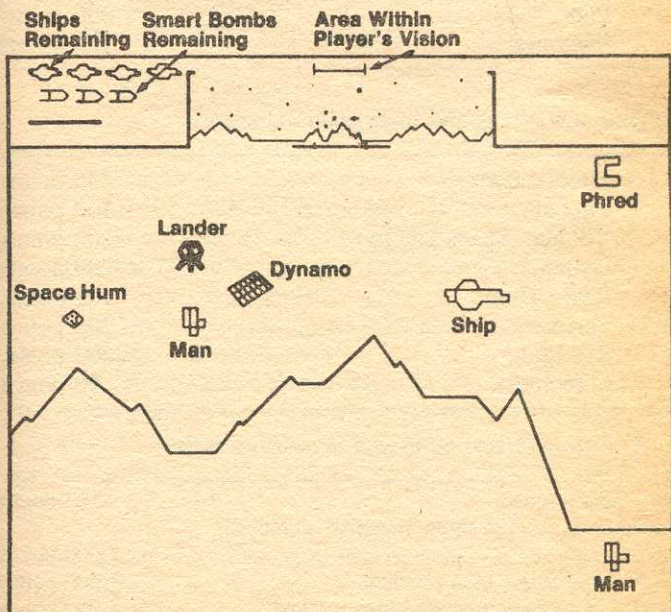 Ships
Remaining
Smart Bombs
Remaining
Area Within
Player's Vision
Phred
Lander
Dynamo
Space Hum
Man
Ship
Man